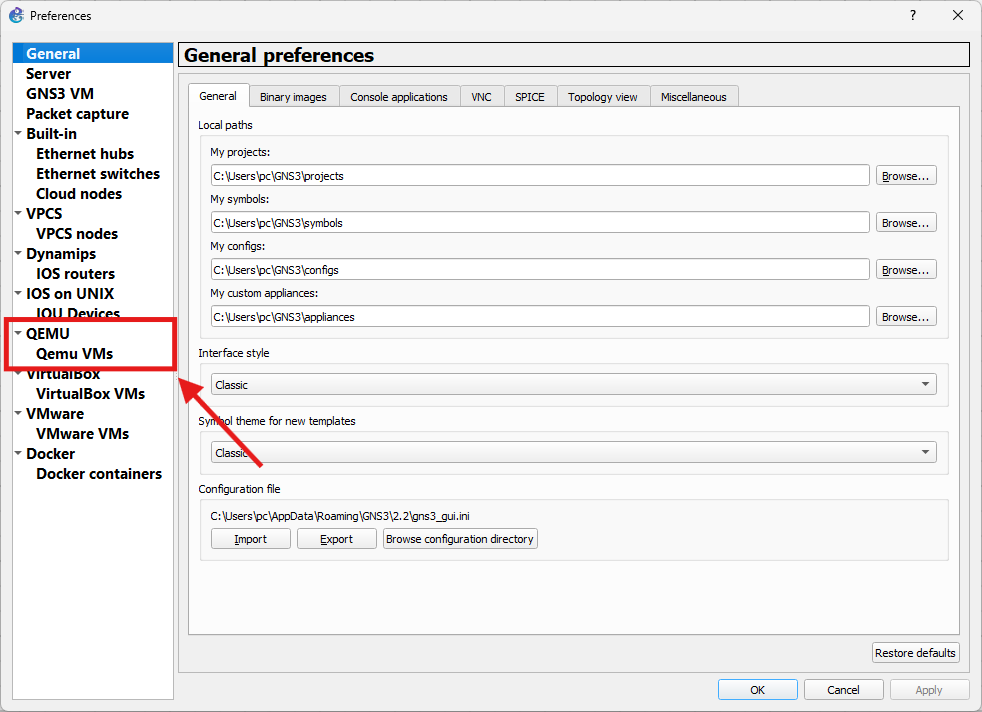 Preferences
?
General
Server
GNS3 VM
Packet capture
Built-in
Ethernet hubs
Ethernet switches
Cloud nodes
VPCS
VPCS nodes
Dynamips
IOS routers
IOS on UNIX
IOU Devices
QEMU
Qemu VMs
VirtualBox
VirtualBox VMs
VMware
VMware VMs
Docker
Docker containers
General preferences
General Binary images Console applications VNC SPICE Topology view Miscellaneous
Local paths
My projects:
C:\Users\pc\GNS3\projects Browse...
My symbols:
C:\Users\pc\GNS3\symbols Browse...
My configs:
C:\Users\pc\GNS3\configs Browse...
My custom appliances:
C:\Users\pc\GNS3\appliances Browse...
Interface style
Classic
Symbol theme for new templates
Classic
Configuration file
C:\Users\pc\AppData\Roaming\GNS3\2.2\gns3_gui.ini
Import Export Browse configuration directory
Restore defaults
OK Cancel Apply